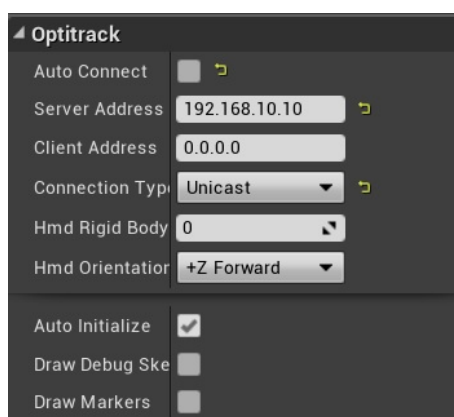 Optitrack
Auto Connect
Server Address 192.168.10.10
Client Address 0.0.0.0
Connection Typ Unicast
Hmd Rigid Body 0
Hmd Orientation +Z Forward
Auto Initialize
Draw Debug Ske
Draw Markers